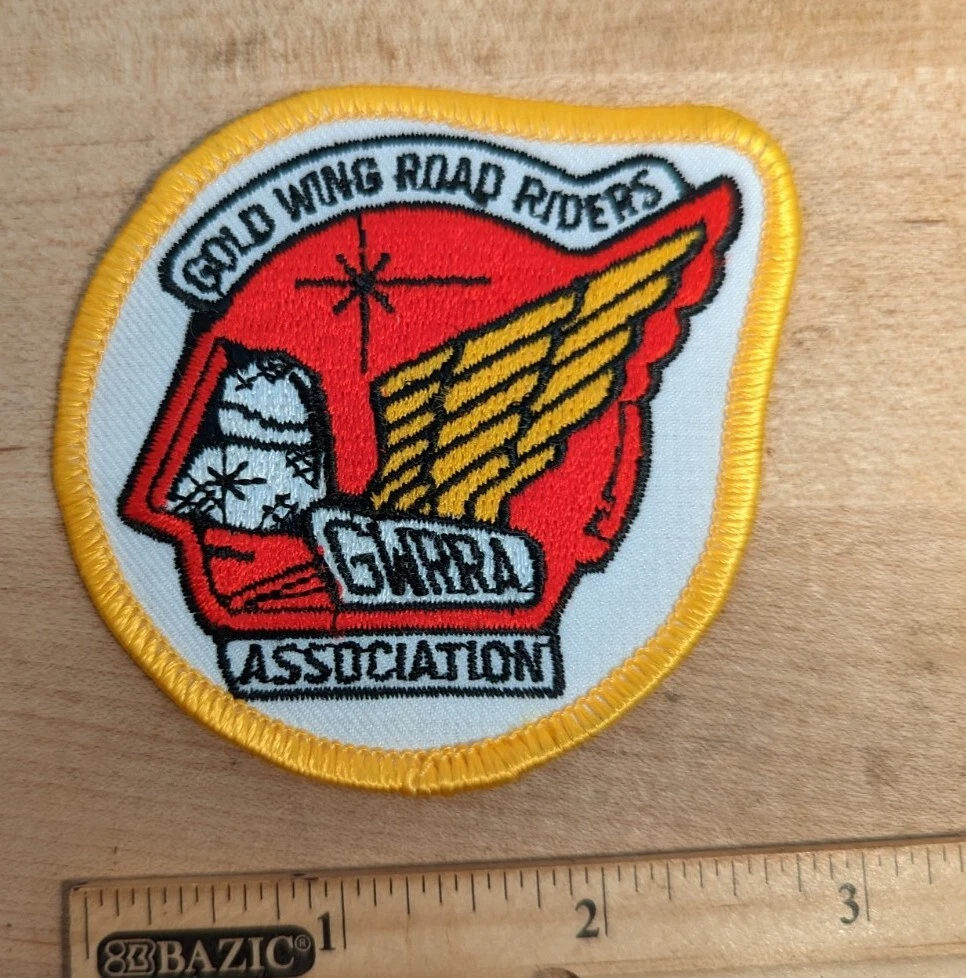 GOLD WING ROAD RIDERS
GWRRA
ASSOCIATION
1 2 3
BAZIC®